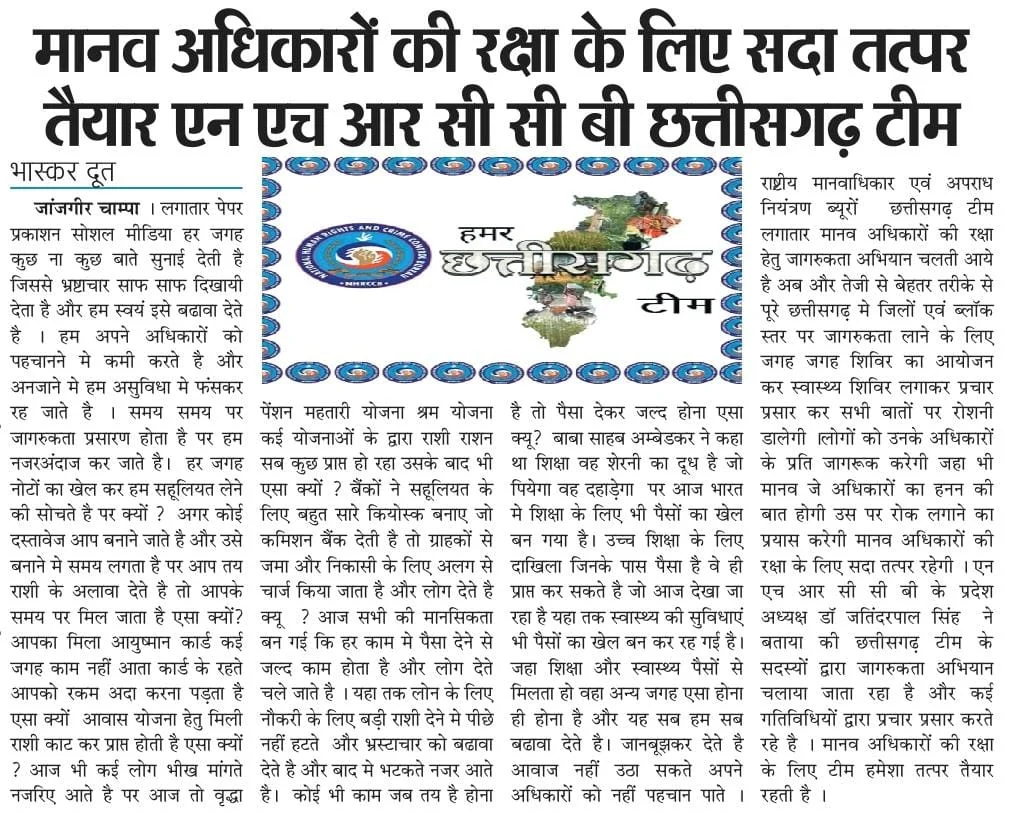 मानव अधिकारों की रक्षा के लिए सदा तत्पर
तैयार एन एच आर सी सी बी छत्तीसगढ़ टीम
भास्कर दूत
जांजगीर चाम्पा । लगातार पेपर
प्रकाशन सोशल मीडिया हर जगह
कुछ ना कुछ बाते सुनाई देती है
जिससे भ्रष्टाचार साफ साफ दिखायी
देता है और हम स्वयं इसे बढावा देते
है । हम अपने अधिकारों को
पहचानने मे कमी करते है और
अनजाने मे हम असुविधा मे फंसकर
रह जाते है । समय समय पर
जागरुकता प्रसारण होता है पर हम
नजरअंदाज कर जाते है। हर जगह
नोटों का खेल कर हम सहूलियत लेने
की सोचते है पर क्यों ? अगर कोई
दस्तावेज आप बनाने जाते है और उसे
बनाने मे समय लगता है पर आप तय
राशी के अलावा देते है तो आपके
समय पर मिल जाता है एसा क्यों?
आपका मिला आयुष्मान कार्ड कई
जगह काम नहीं आता कार्ड के रहते
आपको रकम अदा करना पड़ता है
एसा क्यों आवास योजना हेतु मिली
राशी काट कर प्राप्त होती है एसा क्यों
? आज भी कई लोग भीख मांगते
नजरिए आते है पर आज तो वृद्धा
हमर
छत्तीसगढ़
टीम
NATIONAL HUMAN RIGHTS AND CRIME CONTROL BUREAU
NHRCCB
पेंशन महतारी योजना श्रम योजना
कई योजनाओं के द्वारा राशी राशन
सब कुछ प्राप्त हो रहा उसके बाद भी
एसा क्यों ? बैंकों ने सहूलियत के
लिए बहुत सारे कियोस्क बनाए जो
कमिशन बैंक देती है तो ग्राहकों से
जमा और निकासी के लिए अलग से
चार्ज किया जाता है और लोग देते है
क्यू ? आज सभी की मानसिकता
बन गई कि हर काम मे पैसा देने से
जल्द काम होता है और लोग देते
चले जाते है । यहा तक लोन के लिए
नौकरी के लिए बड़ी राशी देने मे पीछे
नहीं हटते और भ्रस्टाचार को बढावा
देते है और बाद मे भटकते नजर आते
है। कोई भी काम जब तय है होना
है तो पैसा देकर जल्द होना एसा
क्यू? बाबा साहब अम्बेडकर ने कहा
था शिक्षा वह शेरनी का दूध है जो
पियेगा वह दहाड़ेगा पर आज भारत
मे शिक्षा के लिए भी पैसों का खेल
बन गया है। उच्च शिक्षा के लिए
दाखिला जिनके पास पैसा है वे ही
प्राप्त कर सकते है जो आज देखा जा
रहा है यहा तक स्वास्थ्य की सुविधाएं
भी पैसों का खेल बन कर रह गई है।
जहा शिक्षा और स्वास्थ्य पैसों से
मिलता हो वहा अन्य जगह एसा होना
ही होना है और यह सब हम सब
बढावा देते है। जानबूझकर देते है
आवाज नहीं उठा सकते अपने
अधिकारों को नहीं पहचान पाते ।
राष्ट्रीय मानवाधिकार एवं अपराध
नियंत्रण ब्यूरों छत्तीसगढ़ टीम
लगातार मानव अधिकारों की रक्षा
हेतु जागरुकता अभियान चलती आये
है अब और तेजी से बेहतर तरीके से
पूरे छत्तीसगढ़ मे जिलों एवं ब्लॉक
स्तर पर जागरुकता लाने के लिए
जगह जगह शिविर का आयोजन
कर स्वास्थ्य शिविर लगाकर प्रचार
प्रसार कर सभी बातों पर रोशनी
डालेगी ।लोगों को उनके अधिकारों
के प्रति जागरूक करेगी जहा भी
मानव जे अधिकारों का हनन की
बात होगी उस पर रोक लगाने का
प्रयास करेगी मानव अधिकारों की
रक्षा के लिए सदा तत्पर रहेगी । एन
एच आर सी सी बी के प्रदेश
अध्यक्ष डॉ जतिंदरपाल सिंह ने
बताया की छत्तीसगढ़ टीम के
सदस्यों द्वारा जागरुकता अभियान
चलाया जाता रहा है और कई
गतिविधियों द्वारा प्रचार प्रसार करते
रहे है । मानव अधिकारों की रक्षा
के लिए टीम हमेशा तत्पर तैयार
रहती है ।